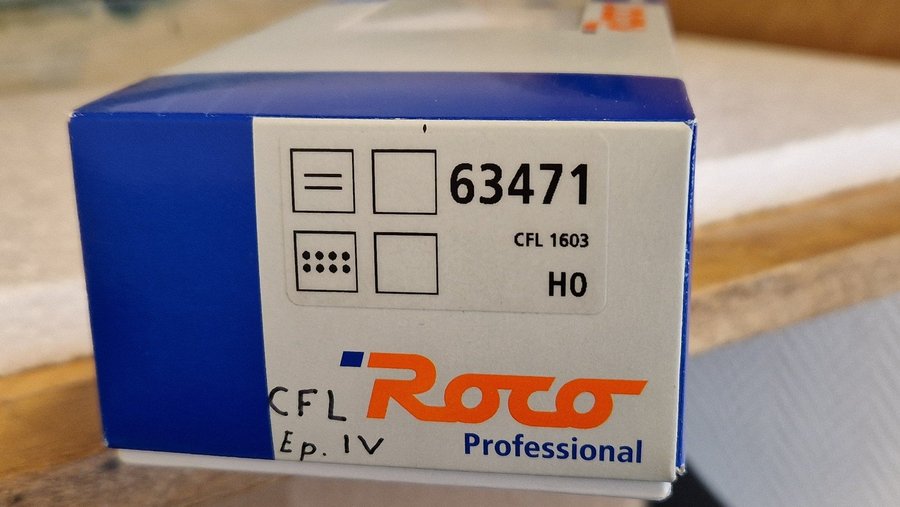 63471
CFL 1603
H0
Roco
Professional
CFL
Ep. IV